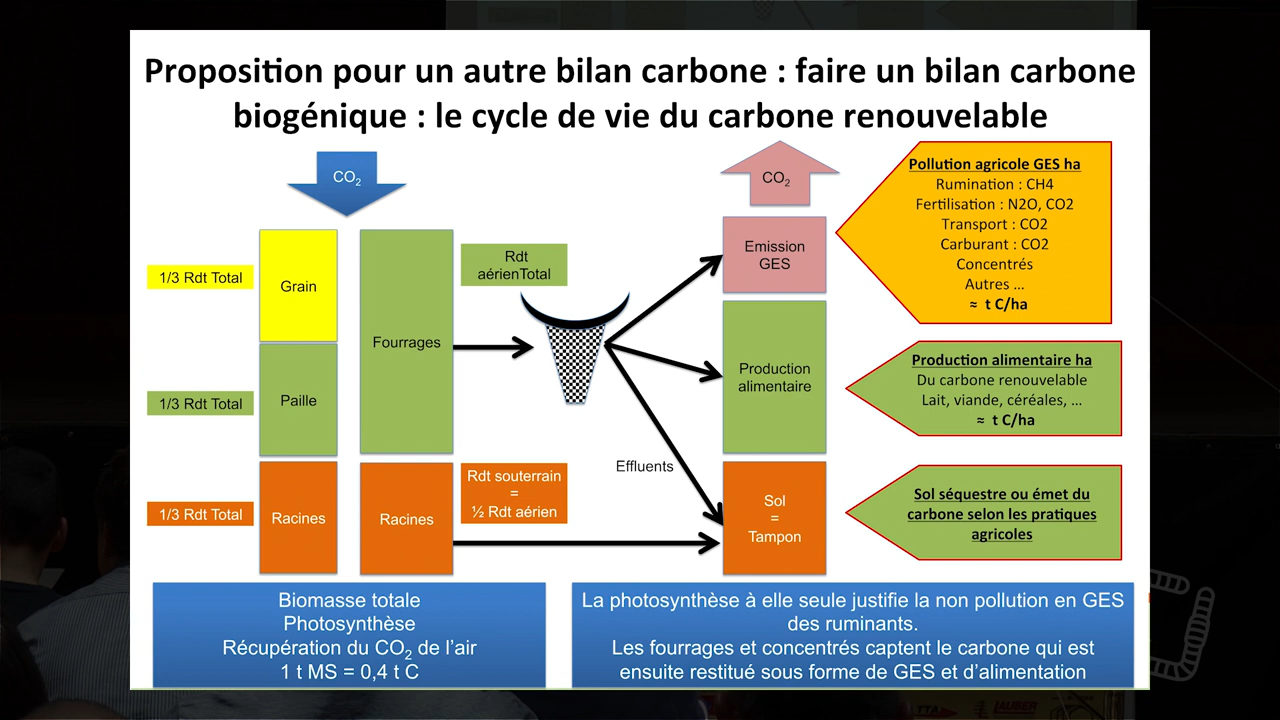 Proposition pour un autre bilan carbone : faire un bilan carbone
biogénique : le cycle de vie du carbone renouvelable
CO2
1/3 Rdt Total
Grain
1/3 Rdt Total
Paille
1/3 Rdt Total
Racines
Fourrages
Racines
Rdt
aérienTotal
Rdt souterrain
=
½ Rdt aérien
Effluents
CO2
Emission
GES
Production
alimentaire
Sol
=
Tampon
Pollution agricole GES ha
Rumination : CH4
Fertilisation : N2O, CO2
Transport : CO2
Carburant : CO2
Concentrés
Autres ...
≈ t C/ha
Production alimentaire ha
Du carbone renouvelable
Lait, viande, céréales, ...
≈ t C/ha
Sol séquestre ou émet du
carbone selon les pratiques
agricoles
Biomasse totale
Photosynthèse
Récupération du CO2 de l'air
1 t MS = 0,4 t C
La photosynthèse à elle seule justifie la non pollution en GES
des ruminants.
Les fourrages et concentrés captent le carbone qui est
ensuite restitué sous forme de GES et d'alimentation
LAUBER